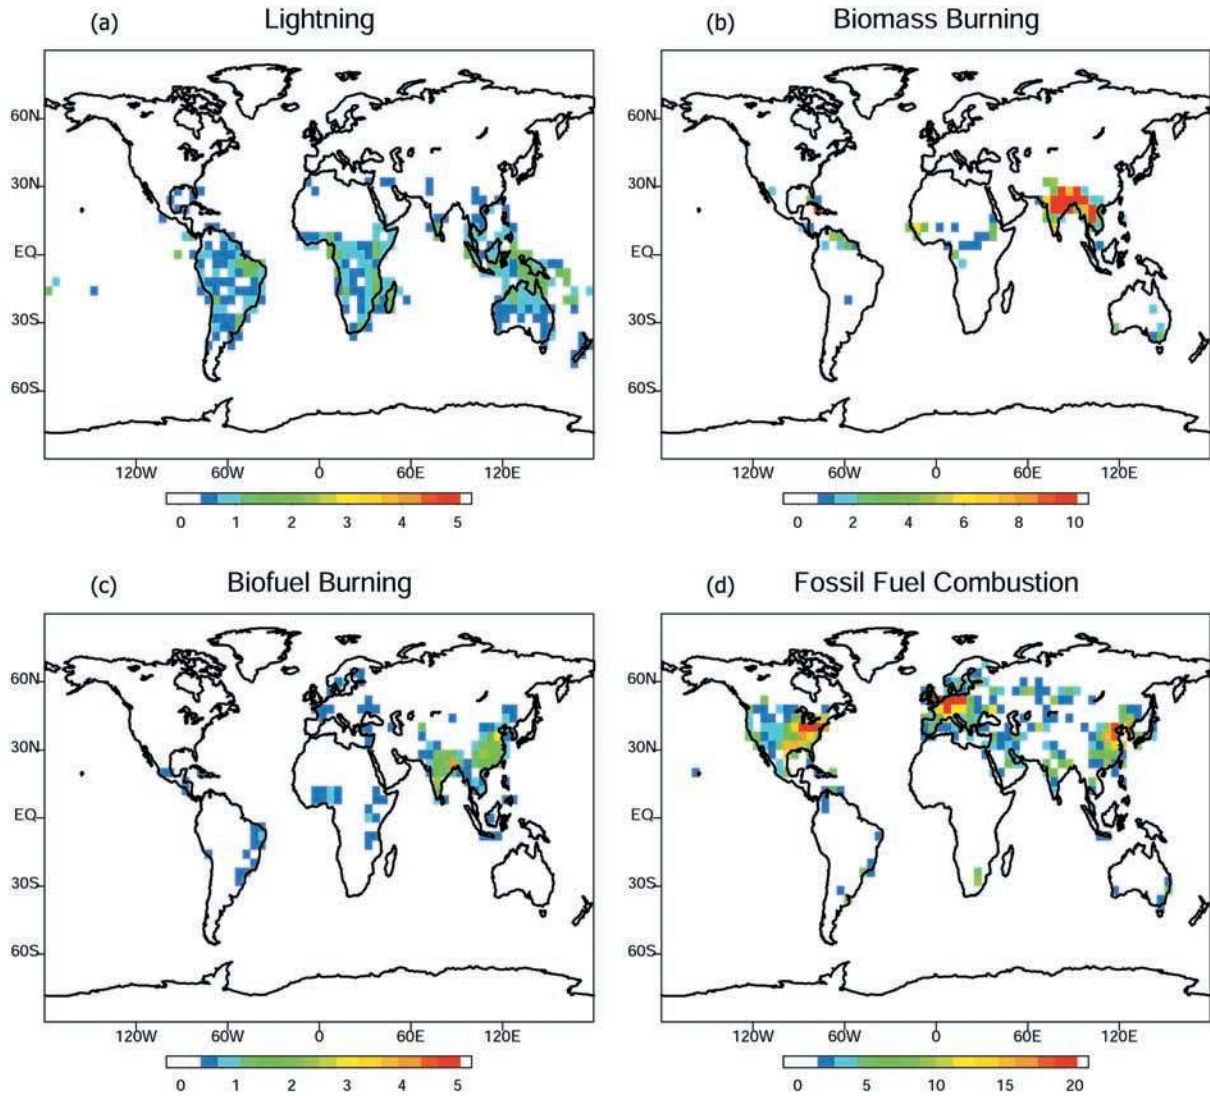 (a) Lightning
(b) Biomass Burning
60N
30N
EQ
30S
60S
120W 60W 0 60E 120E
0 1 2 3 4 5
60N
30N
EQ
30S
60S
120W 60W 0 60E 120E
0 2 4 6 8 10
(c) Biofuel Burning
(d) Fossil Fuel Combustion
60N
30N
EQ
30S
60S
120W 60W 0 60E 120E
0 1 2 3 4 5
60N
30N
EQ
30S
60S
120W 60W 0 60E 120E
0 5 10 15 20